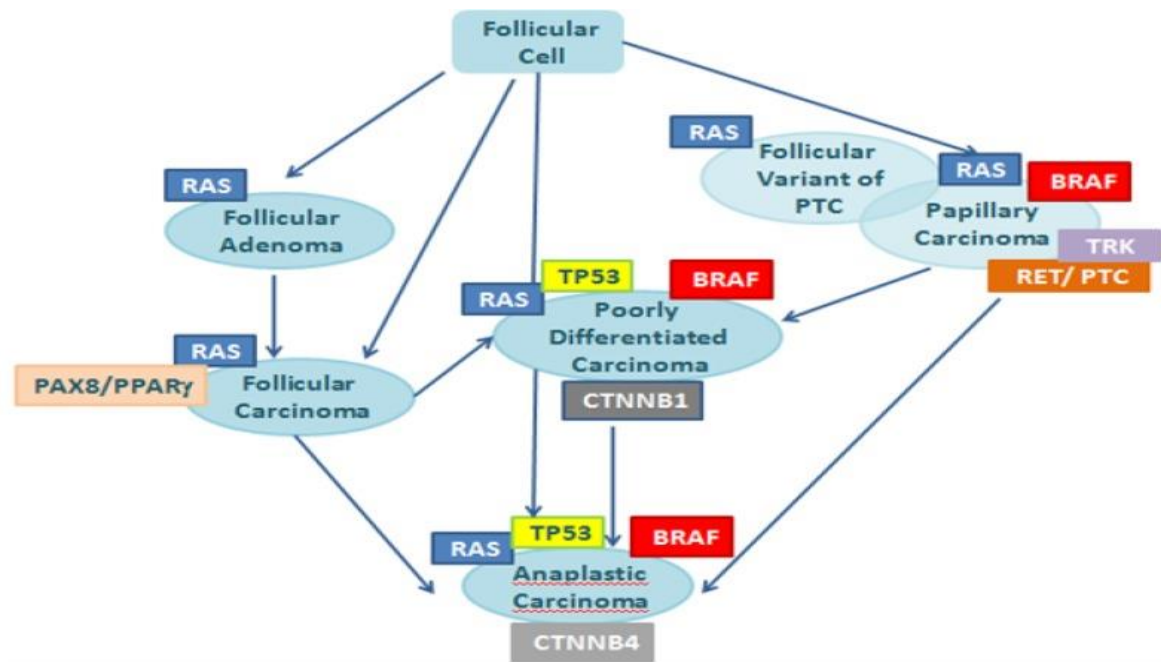 Follicular
Cell
RAS
Follicular
Variant of
PTC
RAS
BRAF
Papillary
Carcinoma
TRK
RET/ PTC
RAS
Follicular
Adenoma
TP53
BRAF
RAS
Poorly
Differentiated
Carcinoma
CTNNB1
RAS
PAX8/PPARγ
Follicular
Carcinoma
TP53
BRAF
RAS
Anaplastic
Carcinoma
CTNNB4